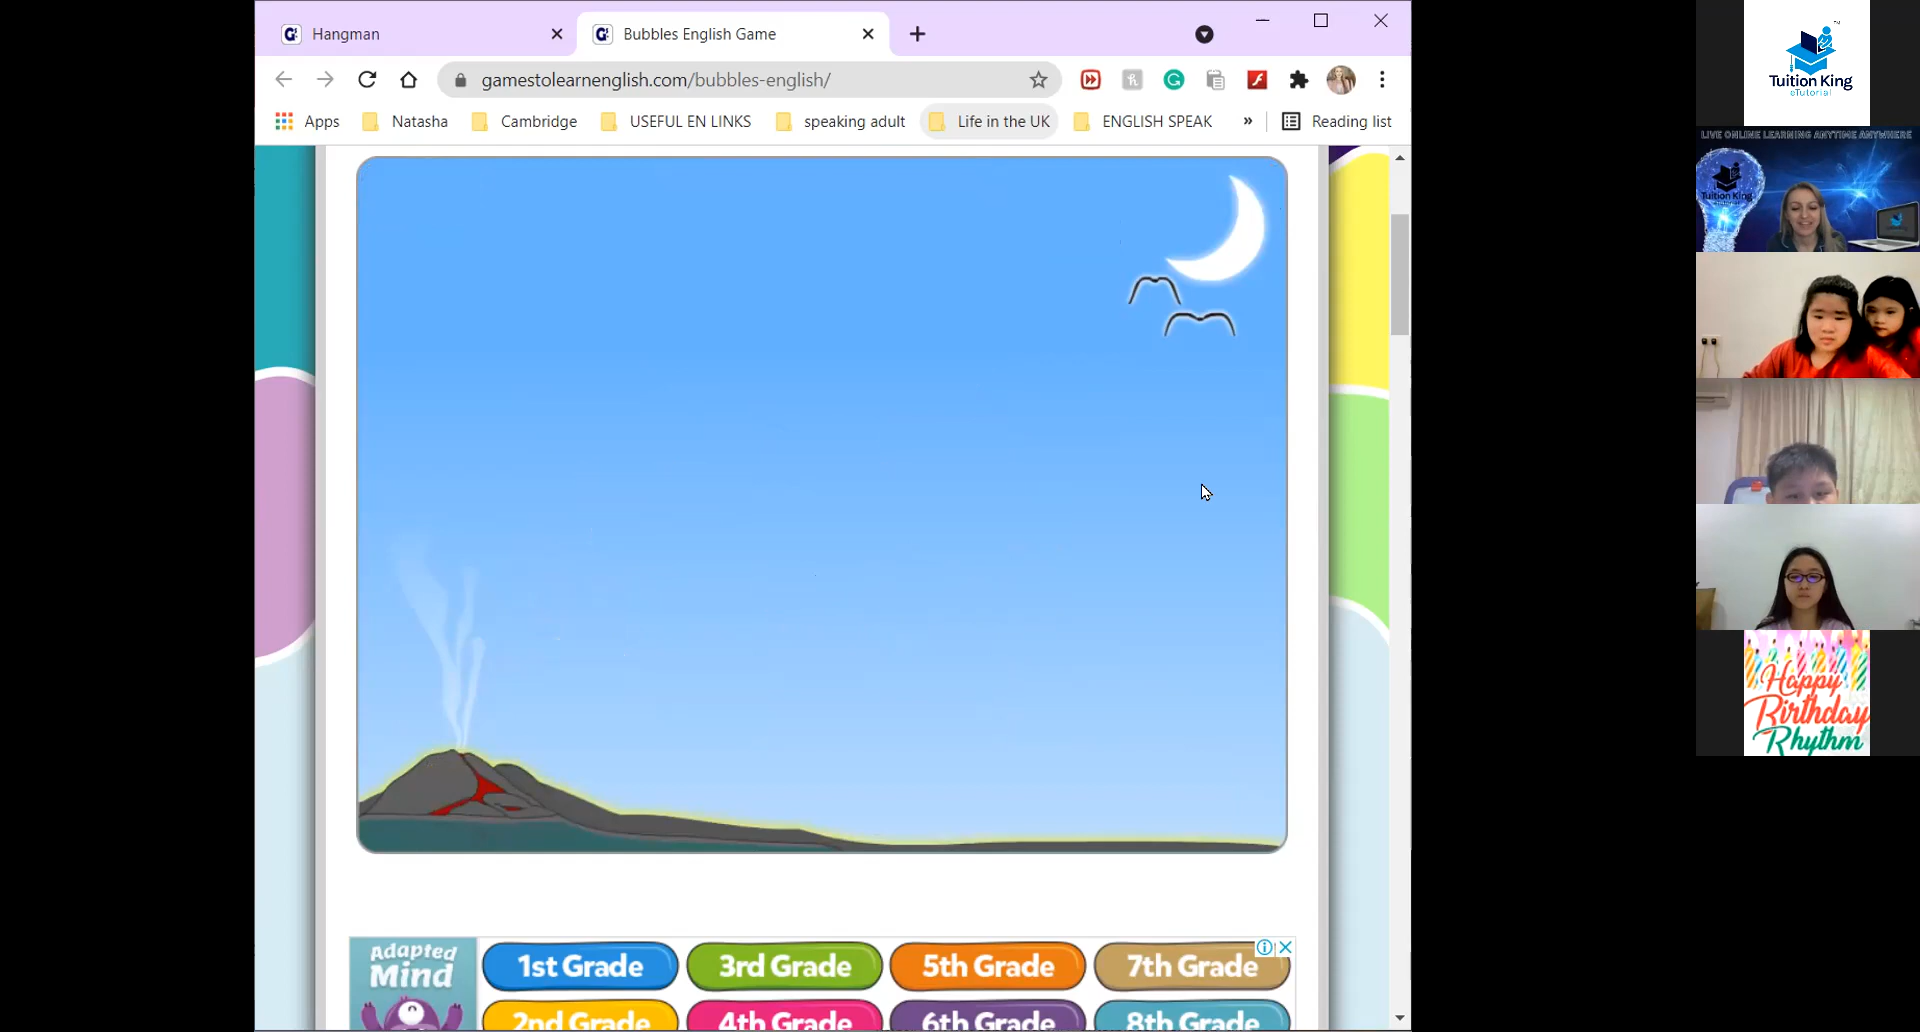 Hangman
Bubbles English Game
gamestolearnenglish.com/bubbles-english/
Apps
Natasha
Cambridge
USEFUL EN LINKS
speaking adult
Life in the UK
ENGLISH SPEAK
»
Reading list
Adapted
Mind
1st Grade
3rd Grade
5th Grade
7th Grade
2nd Grade
4th Grade
6th Grade
8th Grade
Tuition King
eTutorial
LIVE ONLINE LEARNING ANYTIME ANYWHERE
Tuition King
Happy
Birthday
Rhythm